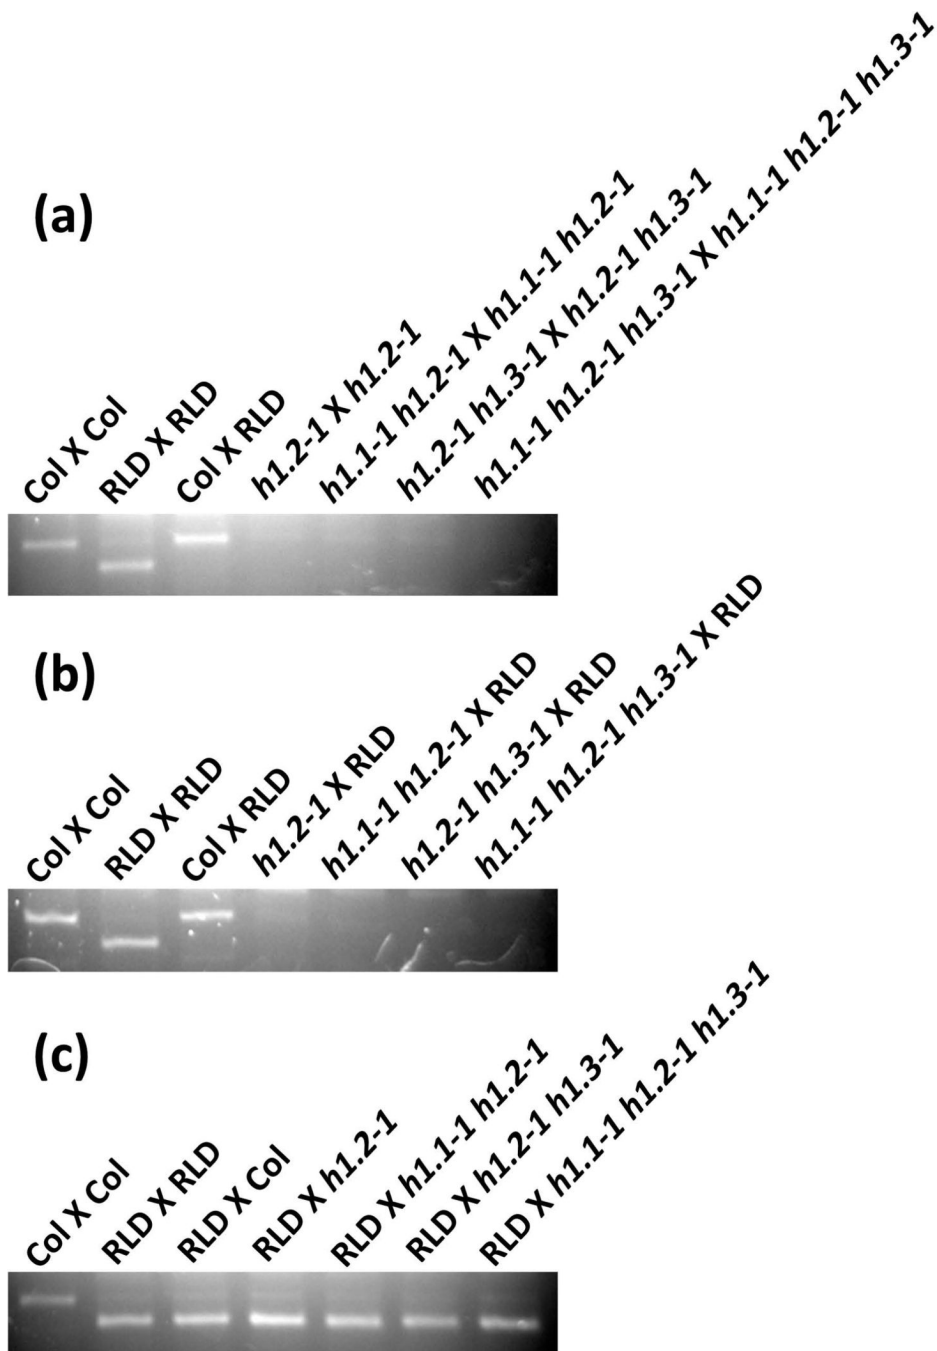 (a)
Col X Col
RLD X RLD
Col X RLD
h1.2-1 X h1.2-1
h1.1-1 h1.2-1 X h1.1-1 h1.2-1
h1.2-1 h1.3-1 X h1.2-1 h1.3-1
h1.1-1 h1.2-1 h1.3-1 X h1.1-1 h1.2-1 h1.3-1
(b)
Col X Col
RLD X RLD
Col X RLD
h1.2-1 X RLD
h1.1-1 h1.2-1 X RLD
h1.2-1 h1.3-1 X RLD
h1.1-1 h1.2-1 h1.3-1 X RLD
(c)
Col X Col
RLD X RLD
RLD X Col
RLD X h1.2-1
RLD X h1.1-1 h1.2-1
RLD X h1.2-1 h1.3-1
RLD X h1.1-1 h1.2-1 h1.3-1